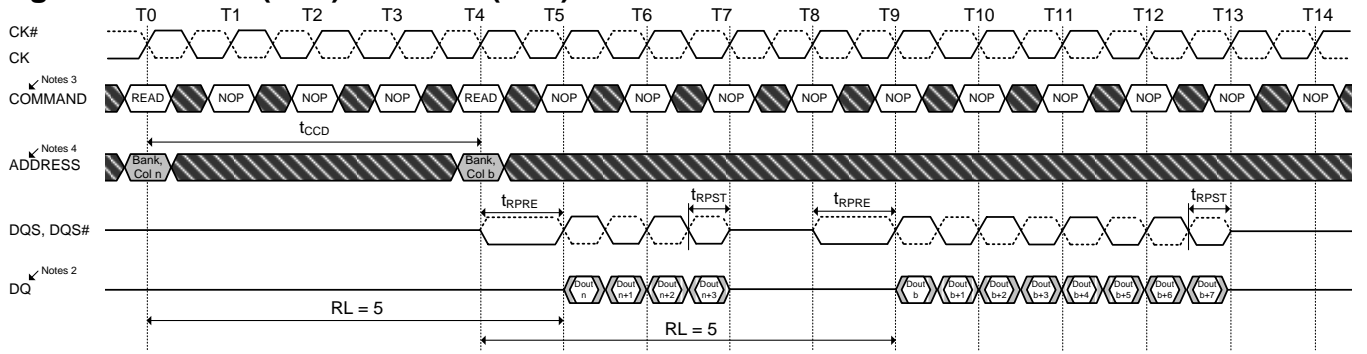 T0 T1 T2 T3 T4 T5 T6 T7 T8 T9 T10 T11 T12 T13 T14
CK#
CK
Notes 3
COMMAND READ NOP NOP NOP READ NOP NOP NOP NOP NOP NOP NOP NOP NOP NOP
tCCD
Notes 4
ADDRESS Bank, Col n Bank, Col b
tRPRE tRPST tRPRE tRPST
DQS, DQS#
Notes 2
DQ Dout n Dout n+1 Dout n+2 Dout n+3 Dout b Dout b+1 Dout b+2 Dout b+3 Dout b+4 Dout b+5 Dout b+6 Dout b+7
RL = 5
RL = 5